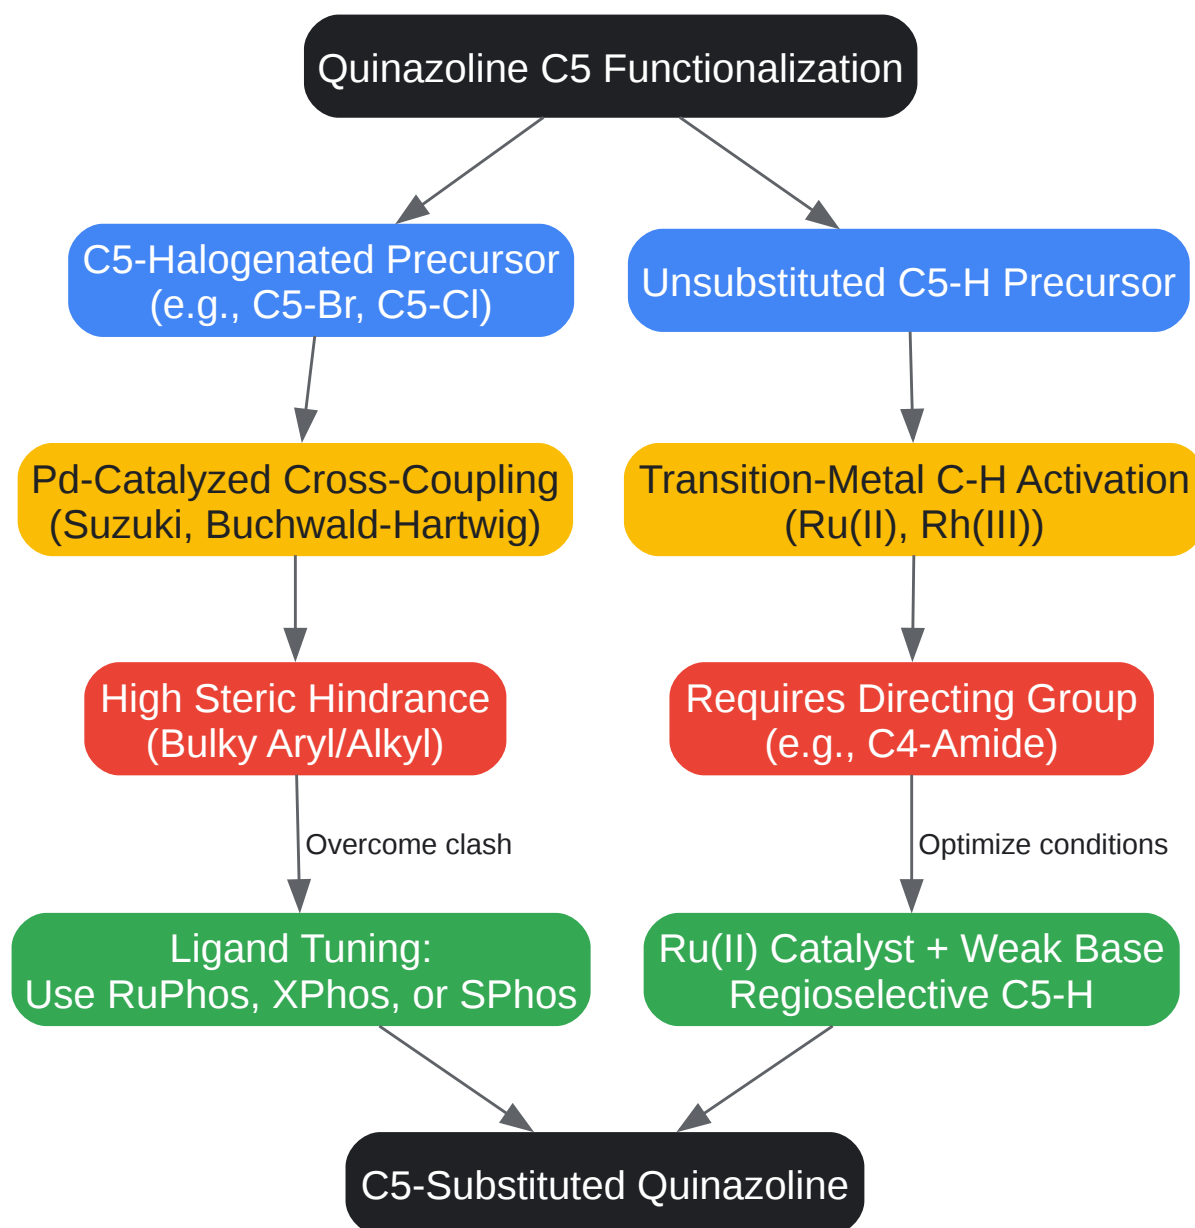 Quinazoline C5 Functionalization
C5-Halogenated Precursor
(e.g., C5-Br, C5-Cl)
Unsubstituted C5-H Precursor
Pd-Catalyzed Cross-Coupling
(Suzuki, Buchwald-Hartwig)
Transition-Metal C-H Activation
(Ru(II), Rh(III))
High Steric Hindrance
(Bulky Aryl/Alkyl)
Requires Directing Group
(e.g., C4-Amide)
Overcome clash
Optimize conditions
Ligand Tuning:
Use RuPhos, XPhos, or SPhos
Ru(II) Catalyst + Weak Base
Regioselective C5-H
C5-Substituted Quinazoline